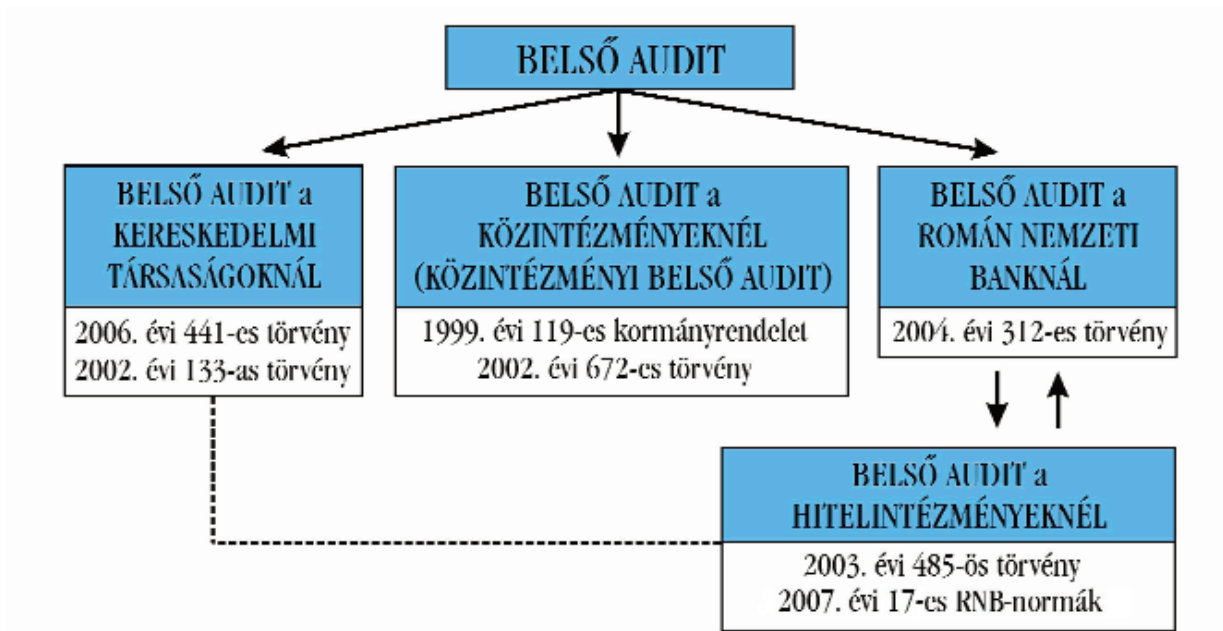 BELSŐ AUDIT
BELSŐ AUDIT a
KERESKEDELMI
TÁRSASÁGOKNÁL
2006. évi 441-es törvény
2002. évi 133-as törvény
BELSŐ AUDIT a
KÖZINTÉZMÉNYEKNÉL
(KÖZINTÉZMÉNYI BELSŐ AUDIT)
1999. évi 119-es kormányrendelet
2002. évi 672-es törvény
BELSŐ AUDIT a
ROMÁN NEMZETI
BANKNÁL
2004. évi 312-es törvény
BELSŐ AUDIT a
HITELINTÉZMÉNYEKNÉL
2003. évi 485-ös törvény
2007. évi 17-es RNB-normák